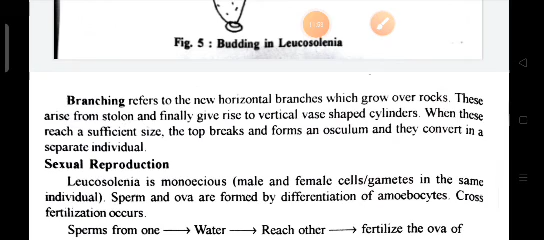 Fig. 5 : Budding in Leucosolenia
Branching refers to the new horizontal branches which grow over rocks. These
arise from stolon and finally give rise to vertical vase shaped cylinders. When these
reach a sufficient size, the top breaks and forms an osculum and they convert in a
separate individual.
Sexual Reproduction
Leucosolenia is monoecious (male and female cells/gametes in the same
individual). Sperm and ova are formed by differentiation of amoebocytes. Cross
fertilization occurs.
Sperms from one ⟶ Water ⟶ Reach other ⟶ fertilize the ova of